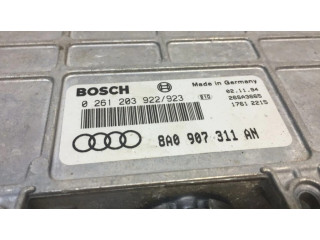 BOSCH
Made in Germany
0 261 203 922/923
02.11.94
26SA3665
1761 2215
8A0 907 311 AN